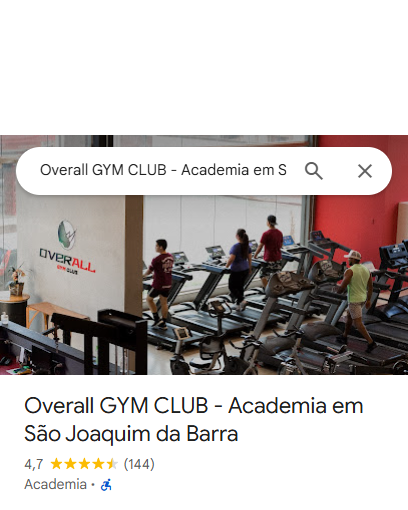 Overall GYM CLUB - Academia em S
OVERALL
GYM CLUB
Overall GYM CLUB - Academia em
São Joaquim da Barra
4,7 (144)
Academia ·